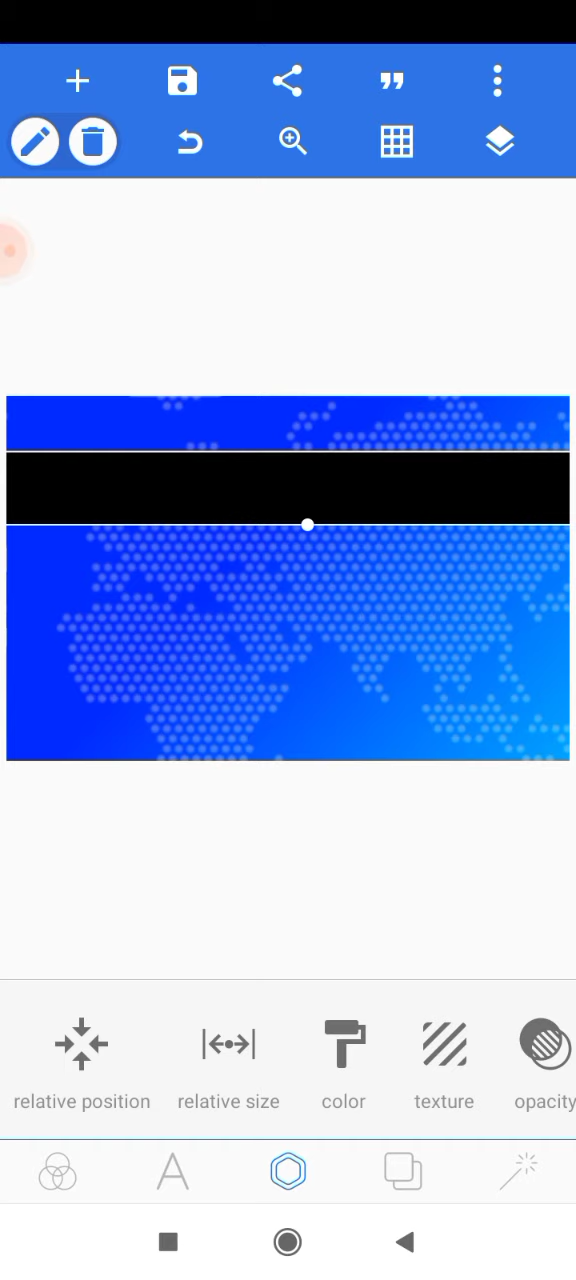 relative position
relative size
color
texture
opacity